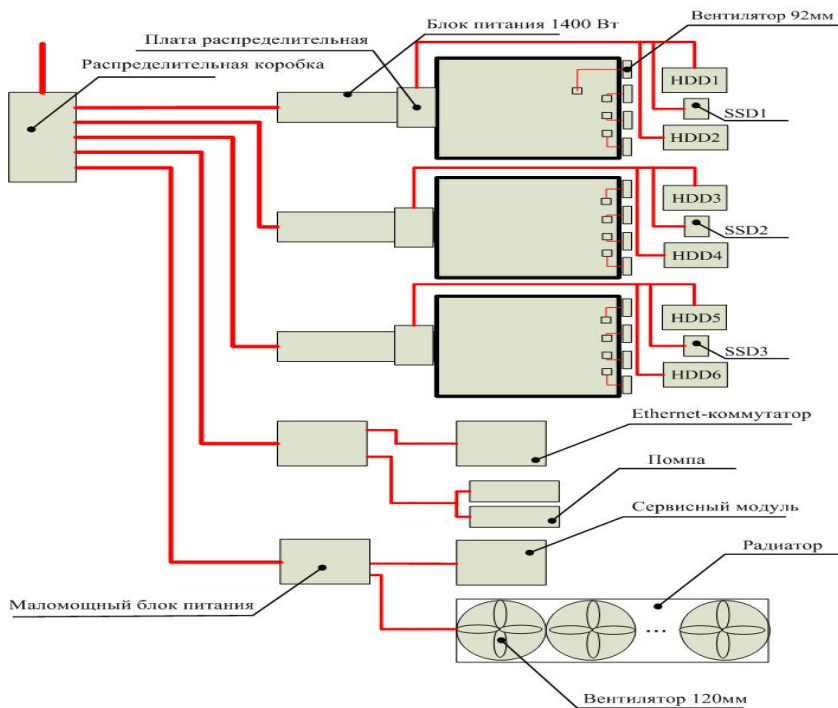 Блок питания 1400 Вт
Вентилятор 92мм
Плата распределительная
Распределительная коробка
HDD1
SSD1
HDD2
HDD3
SSD2
HDD4
HDD5
SSD3
HDD6
Ethernet-коммутатор
Помпа
Сервисный модуль
Радиатор
Маломощный блок питания
...
Вентилятор 120мм